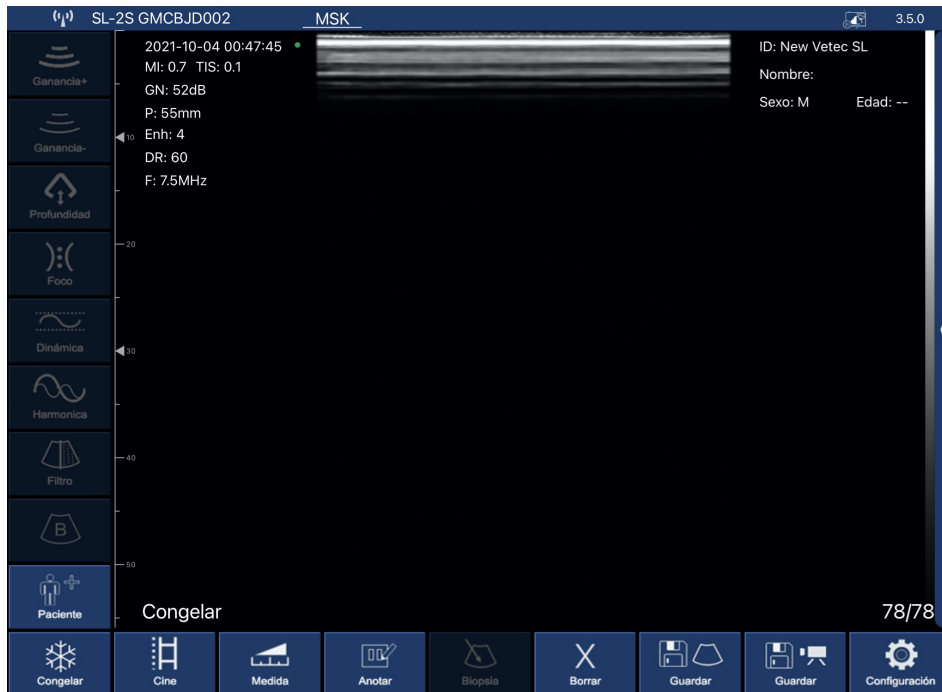 SL-2S GMCBJD002 MSK 3.5.0
2021-10-04 00:47:45
MI: 0.7 TIS: 0.1
GN: 52dB
P: 55mm
Enh: 4
DR: 60
F: 7.5MHz
ID: New Vetec SL
Nombre:
Sexo: M Edad: --
Ganancia+
Ganancia-
Profundidad
Foco
Dinámica
Harmonica
Filtro
B
Paciente
10
20
30
40
50
Congelar 78/78
Congelar Cine Medida Anotar Biopsia Borrar Guardar Guardar Configuración